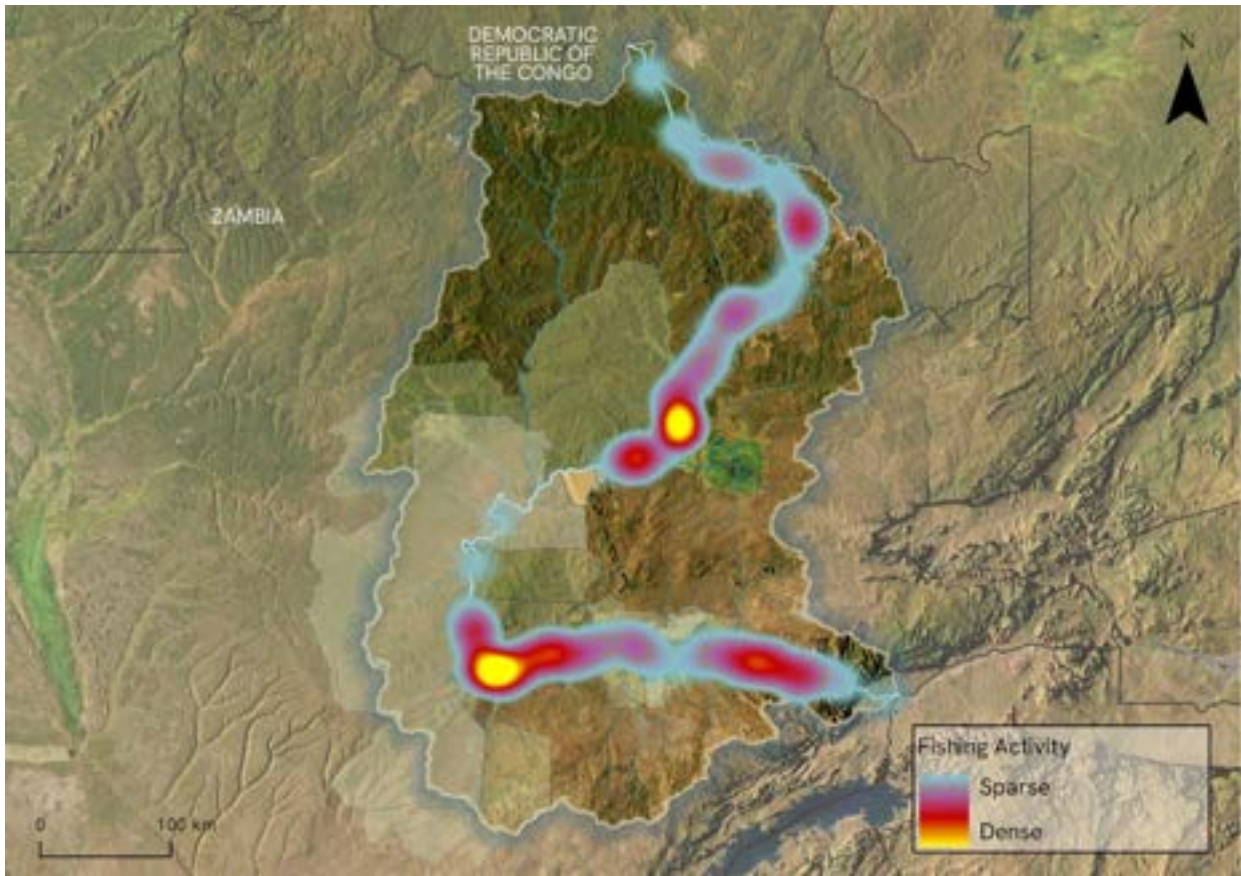 DEMOCRATIC
REPUBLIC OF
THE CONGO
N
ZAMBIA
Fishing Activity
Sparse
Dense
0 100 km